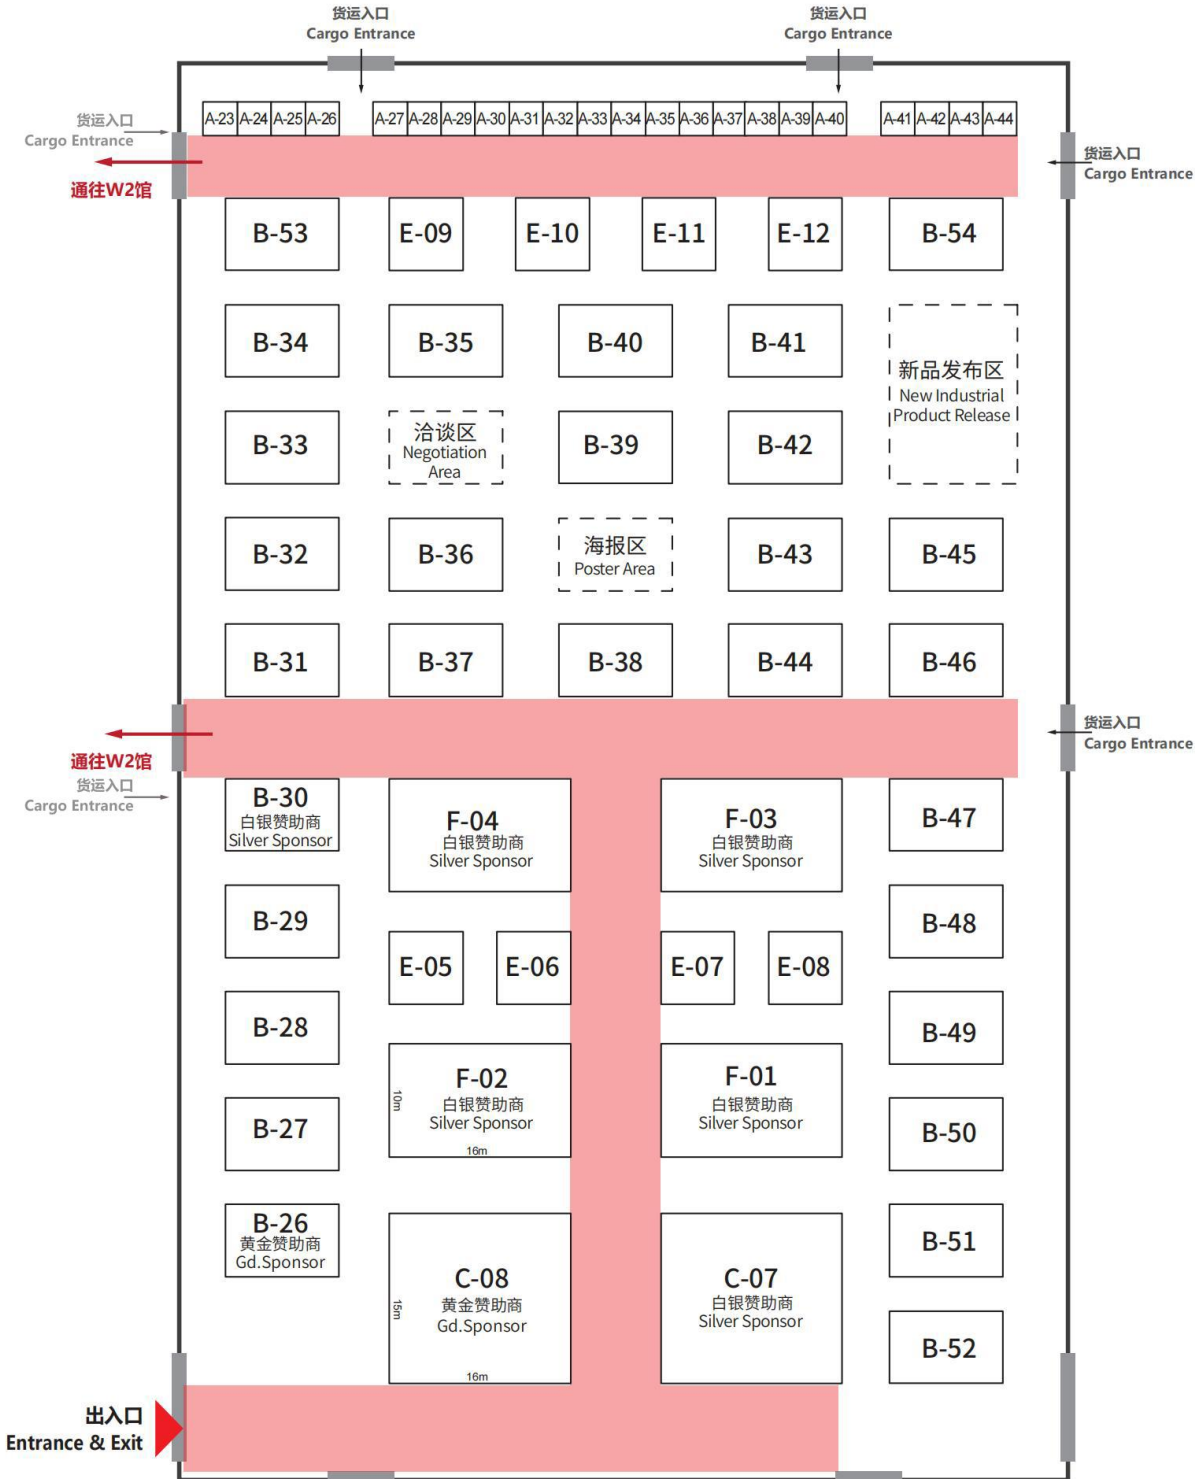 货运入口
Cargo Entrance
货运入口
Cargo Entrance
A-23 A-24 A-25 A-26 A-27 A-28 A-29 A-30 A-31 A-32 A-33 A-34 A-35 A-36 A-37 A-38 A-39 A-40 A-41 A-42 A-43 A-44
货运入口
Cargo Entrance
通往W2馆
货运入口
Cargo Entrance
B-53 E-09 E-10 E-11 E-12 B-54
B-34 B-35 B-40 B-41
新品发布区
New Industrial
Product Release
B-33
洽谈区
Negotiation
Area
B-39 B-42
B-32 B-36
海报区
Poster Area
B-43 B-45
B-31 B-37 B-38 B-44 B-46
通往W2馆
货运入口
Cargo Entrance
货运入口
Cargo Entrance
B-30
白银赞助商
Silver Sponsor
F-04
白银赞助商
Silver Sponsor
F-03
白银赞助商
Silver Sponsor
B-47
B-29 B-48
E-05 E-06 E-07 E-08
B-28 B-49
F-02
白银赞助商
Silver Sponsor
10m
16m
F-01
白银赞助商
Silver Sponsor
B-27 B-50
B-26
黄金赞助商
Gd.Sponsor
C-08
黄金赞助商
Gd.Sponsor
15m
16m
C-07
白银赞助商
Silver Sponsor
B-51
B-52
出入口
Entrance & Exit